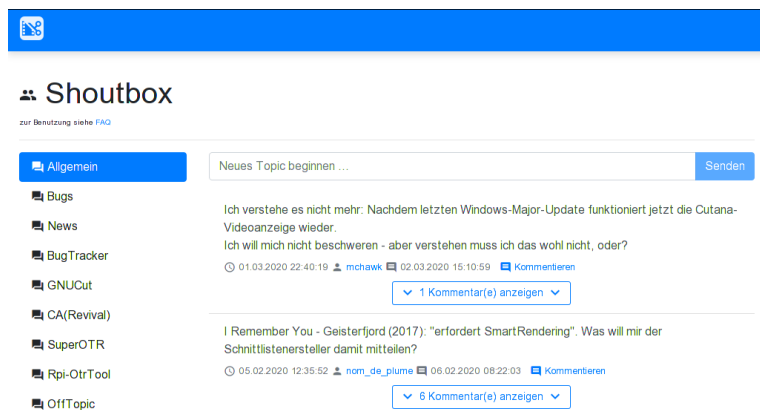 Shoutbox
zur Benutzung siehe FAQ
Allgemein
Bugs
News
BugTracker
GNUCut
CA(Revival)
SuperOTR
Rpi-OtrTool
OffTopic
Neues Topic beginnen ...
Senden
Ich verstehe es nicht mehr: Nachdem letzten Windows-Major-Update funktioniert jetzt die Cutana-
Videoanzeige wieder.
Ich will mich nicht beschweren - aber verstehen muss ich das wohl nicht, oder?
01.03.2020 22:40:19 mchawk 02.03.2020 15:10:59 Kommentieren
1 Kommentar(e) anzeigen
I Remember You - Geisterfjord (2017): "erfordert SmartRendering". Was will mir der
Schnittlistenersteller damit mitteilen?
05.02.2020 12:35:52 nom_de_plume 06.02.2020 08:22:03 Kommentieren
6 Kommentar(e) anzeigen